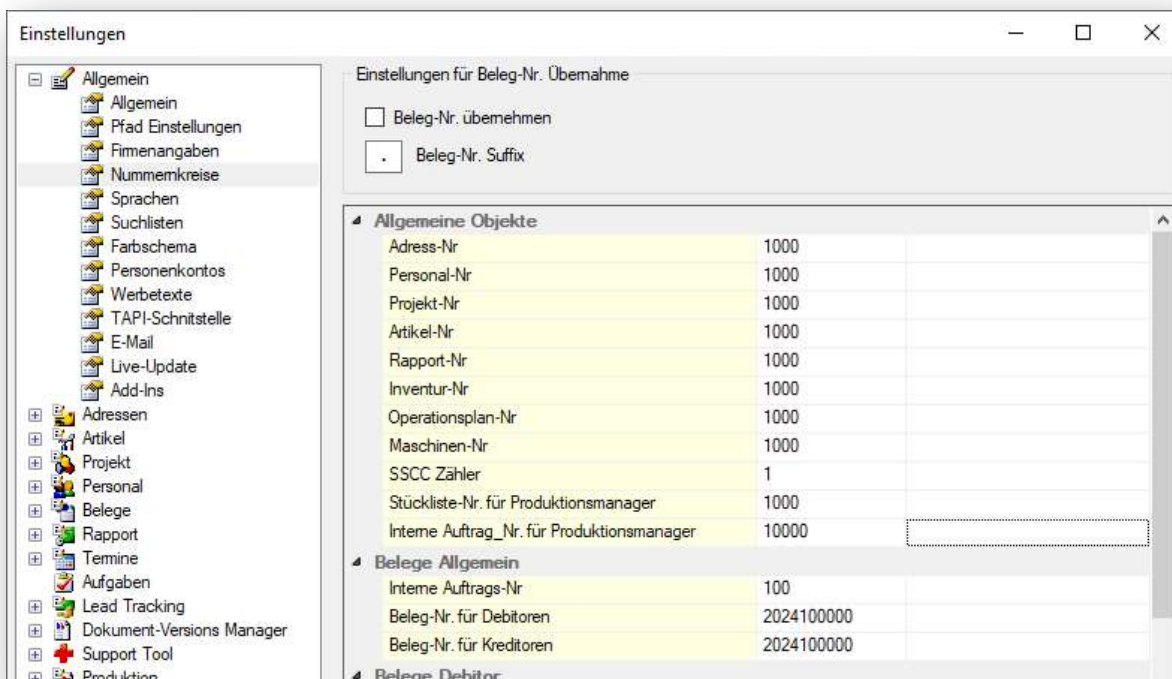 Einstellungen
Allgemein
Allgemein
Pfad Einstellungen
Firmenangaben
Nummernkreise
Sprachen
Suchlisten
Farbschema
Personenkontos
Werbetexte
TAPI-Schnitstelle
E-Mail
Live-Update
Add-Ins
Adressen
Artikel
Projekt
Personal
Belege
Rapport
Termine
Aufgaben
Lead Tracking
Dokument-Versions Manager
Support Tool
Produktion
Einstellungen für Beleg-Nr. Übernahme
Beleg-Nr. übernehmen
. Beleg-Nr. Suffix
Allgemeine Objekte
Adress-Nr 1000
Personal-Nr 1000
Projekt-Nr 1000
Artikel-Nr 1000
Rapport-Nr 1000
Inventur-Nr 1000
Operationsplan-Nr 1000
Maschinen-Nr 1000
SSCC Zähler 1
Stückliste-Nr. für Produktionsmanager 1000
Interne Auftrag_Nr. für Produktionsmanager 10000
Belege Allgemein
Interne Auftrags-Nr 100
Beleg-Nr. für Debitoren 2024100000
Beleg-Nr. für Kreditoren 2024100000
Belege Debitor